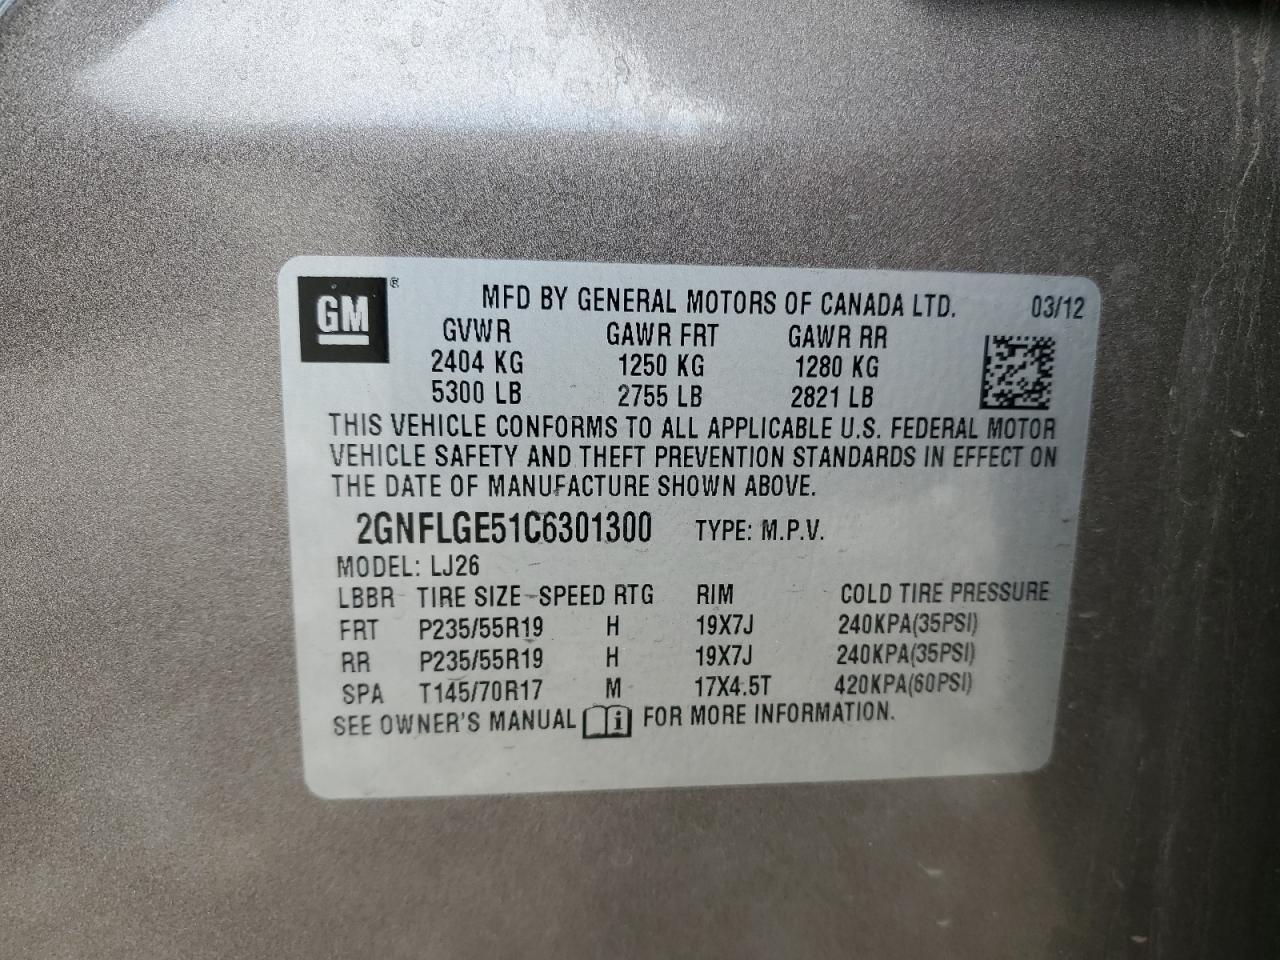 GM®
MFD BY GENERAL MOTORS OF CANADA LTD. 03/12
GVWR GAWR FRT GAWR RR
2404 KG 1250 KG 1280 KG
5300 LB 2755 LB 2821 LB
THIS VEHICLE CONFORMS TO ALL APPLICABLE U.S. FEDERAL MOTOR
VEHICLE SAFETY AND THEFT PREVENTION STANDARDS IN EFFECT ON
THE DATE OF MANUFACTURE SHOWN ABOVE.
2GNFLGE51C6301300 TYPE: M.P.V.
MODEL: LJ26
LBBR TIRE SIZE-SPEED RTG RIM COLD TIRE PRESSURE
FRT P235/55R19 H 19X7J 240KPA(35PSI)
RR P235/55R19 H 19X7J 240KPA(35PSI)
SPA T145/70R17 M 17X4.5T 420KPA(60PSI)
SEE OWNER'S MANUAL i FOR MORE INFORMATION.